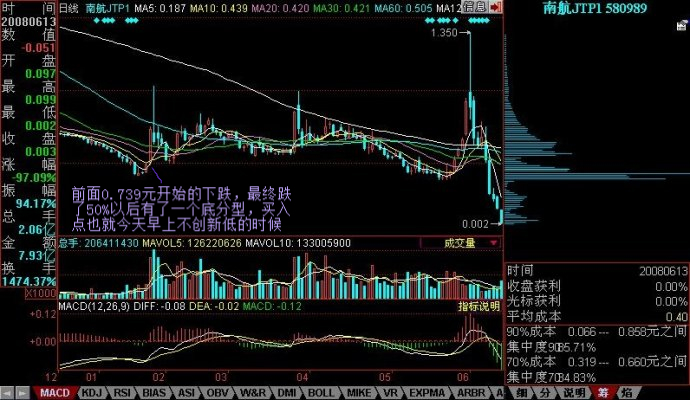 时 间
20080613
数 值
-0.051
开 盘
0.097
最 高
0.099
最 低
0.002
收 盘
0.003
涨 幅
-97.09%
振 幅
94.17%
总 手
2.06亿
金 额
7.93亿
换 手
1474.37%
日线 南航JTP1 MA5: 0.187 MA10: 0.439 MA20: 0.420 MA30: 0.421 MA60: 0.505 MA12 信息
1.350
前面0.739元开始的下跌，最终跌
了50%以后有了一个底分型，买入
点也就今天早上不创新低的时候
0.002
总手: 206411430 MAVOL5: 126220626 MAVOL10: 133005900 成交量
X1000
MACD(12,26,9) DIFF: -0.08 DEA: -0.02 MACD: -0.12 指标说明
+0.12
+0.00
12 01 02 03 04 05 06
MACD KDJ RSI BIAS ASI OBV W&R DMI BOLL MIKE VR EXPMA ARBR
南航JTP1 580989
时间 20080613
收盘获利 0.00%
光标获利 0.00%
平均成本 0.40
90%成本 0.066--- 0.858元之间
集中度9085.71%
70%成本 0.319--- 0.660元之间
集中度7034.83%
细 分 说明 筹 焰